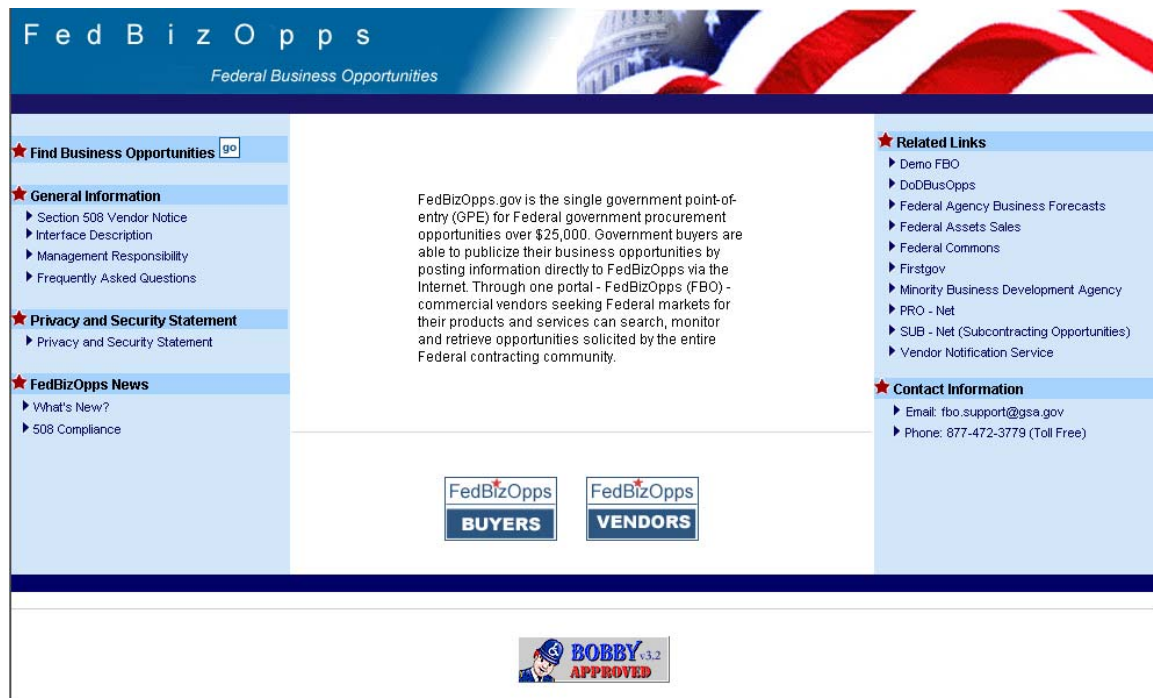 F e d B i z O p p s
Federal Business Opportunities
Find Business Opportunities go
General Information
Section 508 Vendor Notice
Interface Description
Management Responsibility
Frequently Asked Questions
Privacy and Security Statement
Privacy and Security Statement
FedBizOpps News
What's New?
508 Compliance
FedBizOpps.gov is the single government point-of-
entry (GPE) for Federal government procurement
opportunities over $25,000. Government buyers are
able to publicize their business opportunities by
posting information directly to FedBizOpps via the
Internet. Through one portal - FedBizOpps (FBO) -
commercial vendors seeking Federal markets for
their products and services can search, monitor
and retrieve opportunities solicited by the entire
Federal contracting community.
FedBizOpps
BUYERS
FedBizOpps
VENDORS
Related Links
Demo FBO
DoDBusOpps
Federal Agency Business Forecasts
Federal Assets Sales
Federal Commons
Firstgov
Minority Business Development Agency
PRO - Net
SUB - Net (Subcontracting Opportunities)
Vendor Notification Service
Contact Information
Email: fbo.support@gsa.gov
Phone: 877-472-3779 (Toll Free)
BOBBY v3.2
APPROVED